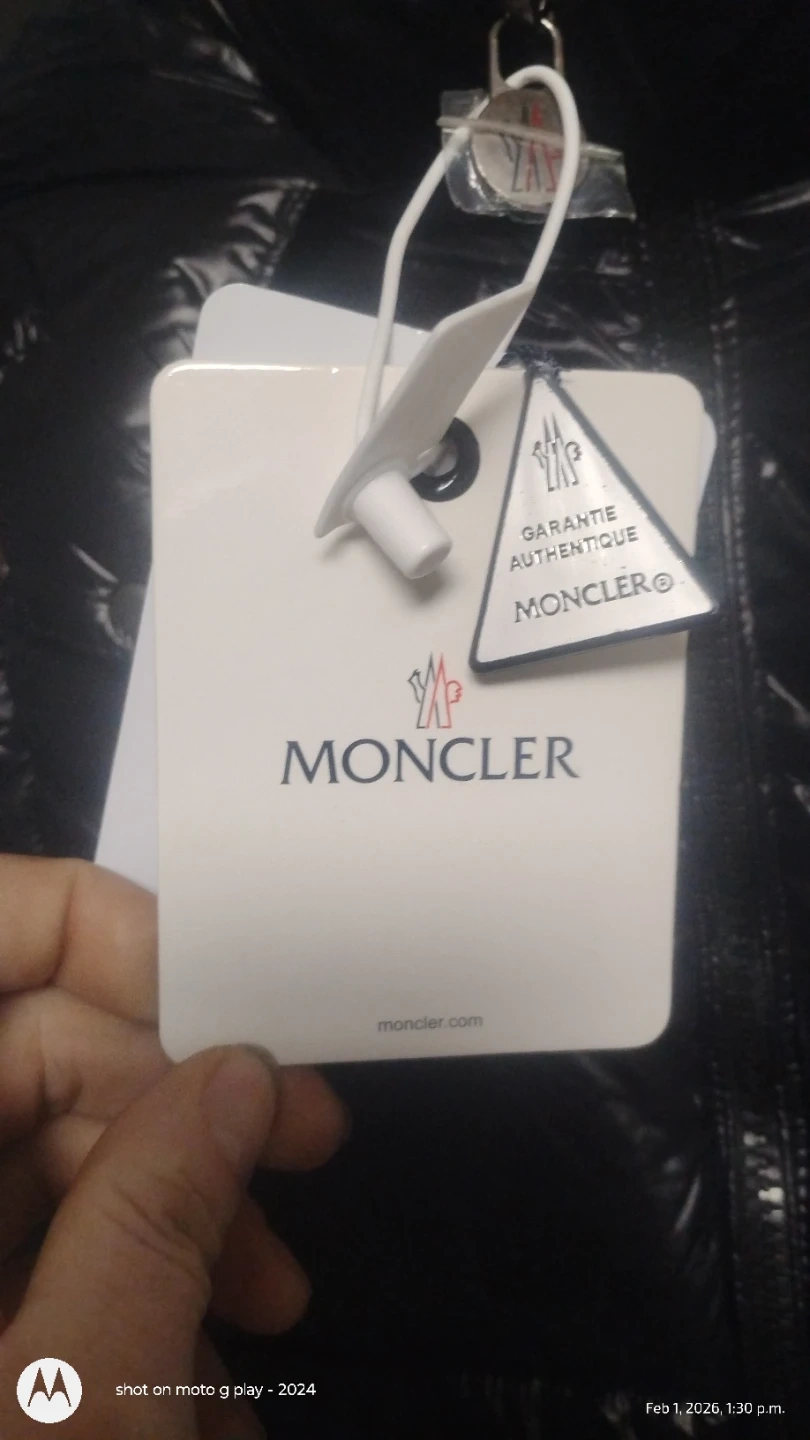 GARANTIE
AUTHENTIQUE
MONCLER®
MONCLER
moncler.com
shot on moto g play - 2024
Feb 1, 2026, 1:30 p.m.